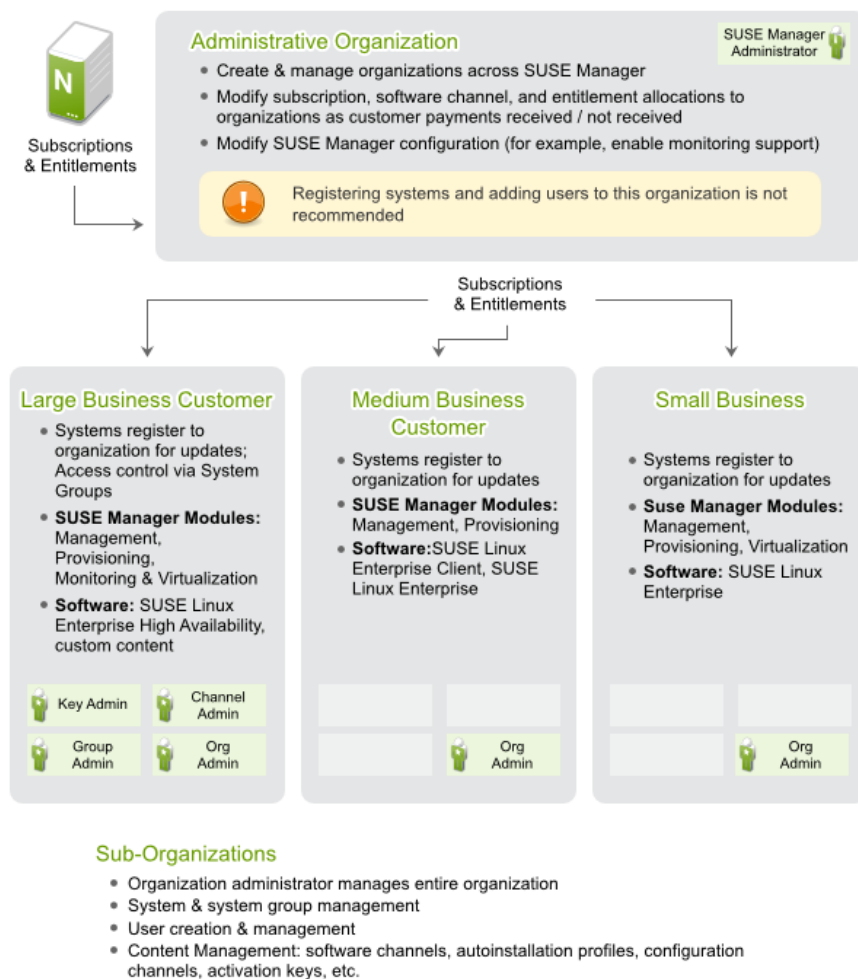 Administrative Organization
SUSE Manager
Administrator
• Create & manage organizations across SUSE Manager
• Modify subscription, software channel, and entitlement allocations to
organizations as customer payments received / not received
• Modify SUSE Manager configuration (for example, enable monitoring support)
N
Subscriptions
& Entitlements
!
Registering systems and adding users to this organization is not
recommended
Subscriptions
& Entitlements
Large Business Customer
• Systems register to
organization for updates;
Access control via System
Groups
• SUSE Manager Modules:
Management,
Provisioning,
Monitoring & Virtualization
• Software: SUSE Linux
Enterprise High Availability,
custom content
Key Admin
Channel
Admin
Group
Admin
Org
Admin
Medium Business
Customer
• Systems register to
organization for updates
• SUSE Manager Modules:
Management, Provisioning
• Software:SUSE Linux
Enterprise Client, SUSE
Linux Enterprise
Org
Admin
Small Business
• Systems register to
organization for updates
• Suse Manager Modules:
Management,
Provisioning, Virtualization
• Software: SUSE Linux
Enterprise
Org
Admin
Sub-Organizations
• Organization administrator manages entire organization
• System & system group management
• User creation & management
• Content Management: software channels, autoinstallation profiles, configuration
channels, activation keys, etc.